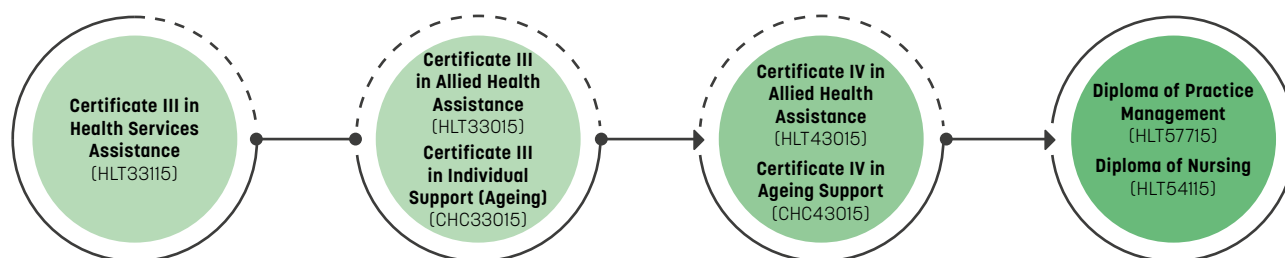 Certificate III in
Health Services
Assistance
(HLT33115)
Certificate III
in Allied Health
Assistance
(HLT33015)
Certificate III
in Individual
Support (Ageing)
(CHC33015)
Certificate IV in
Allied Health
Assistance
(HLT43015)
Certificate IV in
Ageing Support
(CHC43015)
Diploma of Practice
Management
(HLT57715)
Diploma of Nursing
(HLT54115)